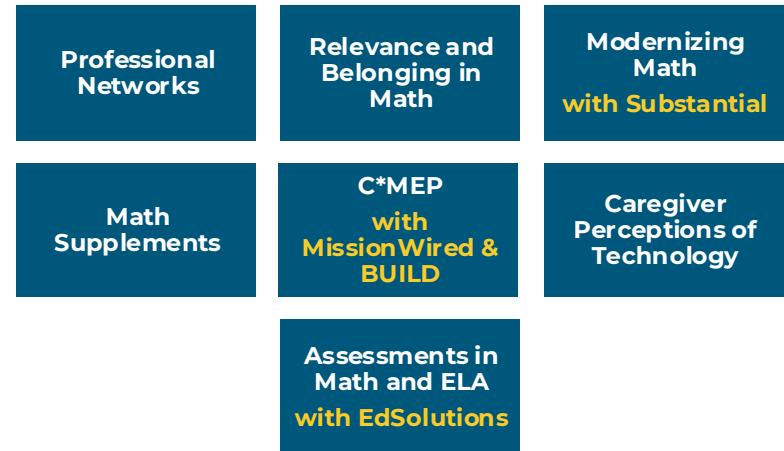 Professional
Networks
Relevance and
Belonging in
Math
Modernizing
Math
with Substantial
Math
Supplements
C*MEP
with
MissionWired &
BUILD
Caregiver
Perceptions of
Technology
Assessments in
Math and ELA
with EdSolutions